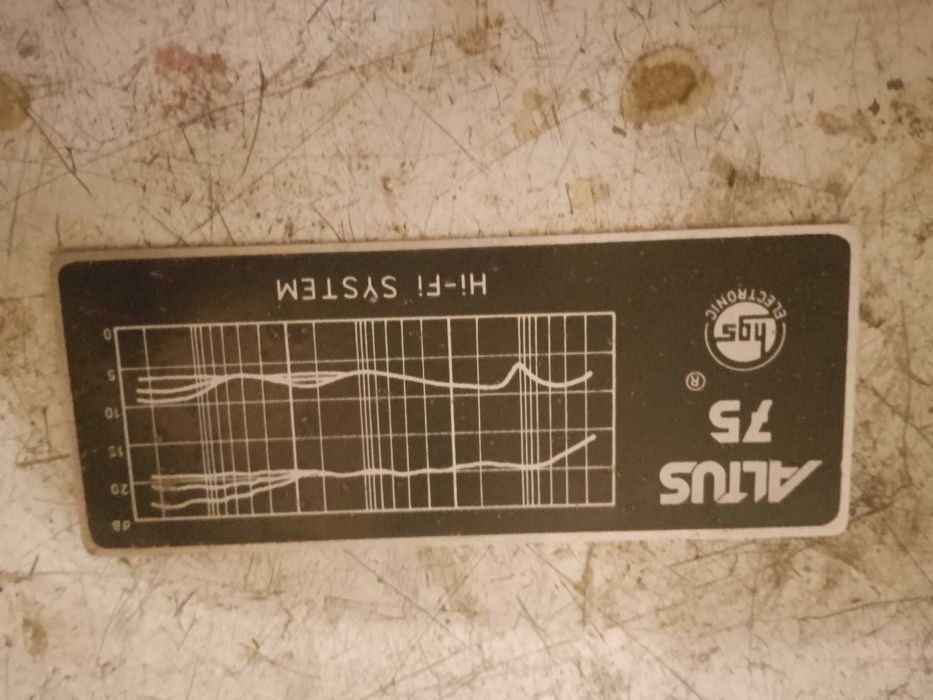 ALTUS
75
®
hgs
ELECTRONIC
dB
20
15
10
5
0
Hi-Fi SYSTEM